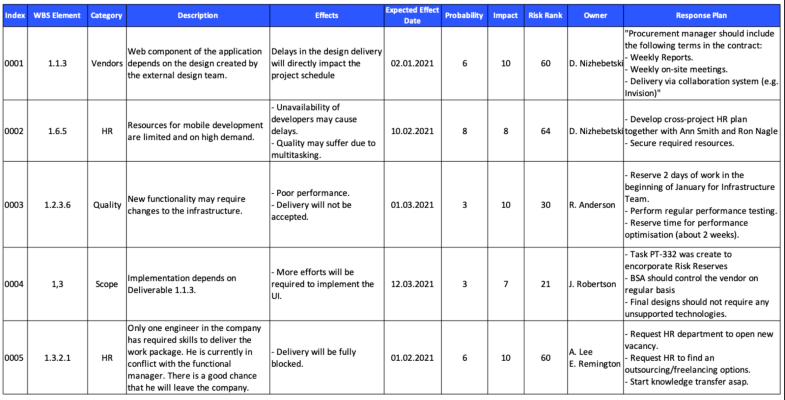 Index WBS Element Category Description Effects Expected Effect Date Probability Impact Risk Rank Owner Response Plan
0001 1.1.3 Vendors
Web component of the application
depends on the design created by
the external design team.
Delays in the design delivery
will directly impact the
project schedule
02.01.2021 6 10 60 D. Nizhebetski
"Procurement manager should include
the following terms in the contract:
- Weekly Reports.
- Weekly on-site meetings.
- Delivery via collaboration system (e.g.
Invision)"
0002 1.6.5 HR
Resources for mobile development
are limited and on high demand.
- Unavailability of
developers may cause
delays.
- Quality may suffer due to
multitasking.
10.02.2021 8 8 64 D. Nizhebetski
- Develop cross-project HR plan
together with Ann Smith and Ron Nagle
- Secure required resources.
0003 1.2.3.6 Quality
New functionality may require
changes to the infrastructure.
- Poor performance.
- Delivery will not be
accepted.
01.03.2021 3 10 30 R. Anderson
- Reserve 2 days of work in the
beginning of January for Infrastructure
Team.
- Perform regular performance testing.
- Reserve time for performance
optimisation (about 2 weeks).
0004 1,3 Scope
Implementation depends on
Deliverable 1.1.3.
- More efforts will be
required to implement the
UI.
12.03.2021 3 7 21 J. Robertson
- Task PT-332 was create to
encorporate Risk Reserves
- BSA should control the vendor on
regular basis
- Final designs should not require any
unsupported technologies.
0005 1.3.2.1 HR
Only one engineer in the company
has required skills to deliver the
work package. He is currently in
conflict with the functional
manager. There is a good chance
that he will leave the company.
- Delivery will be fully
blocked.
01.02.2021 6 10 60
A. Lee
E. Remington
- Request HR department to open new
vacancy.
- Request HR to find an
outsourcing/freelancing options.
- Start knowledge transfer asap.